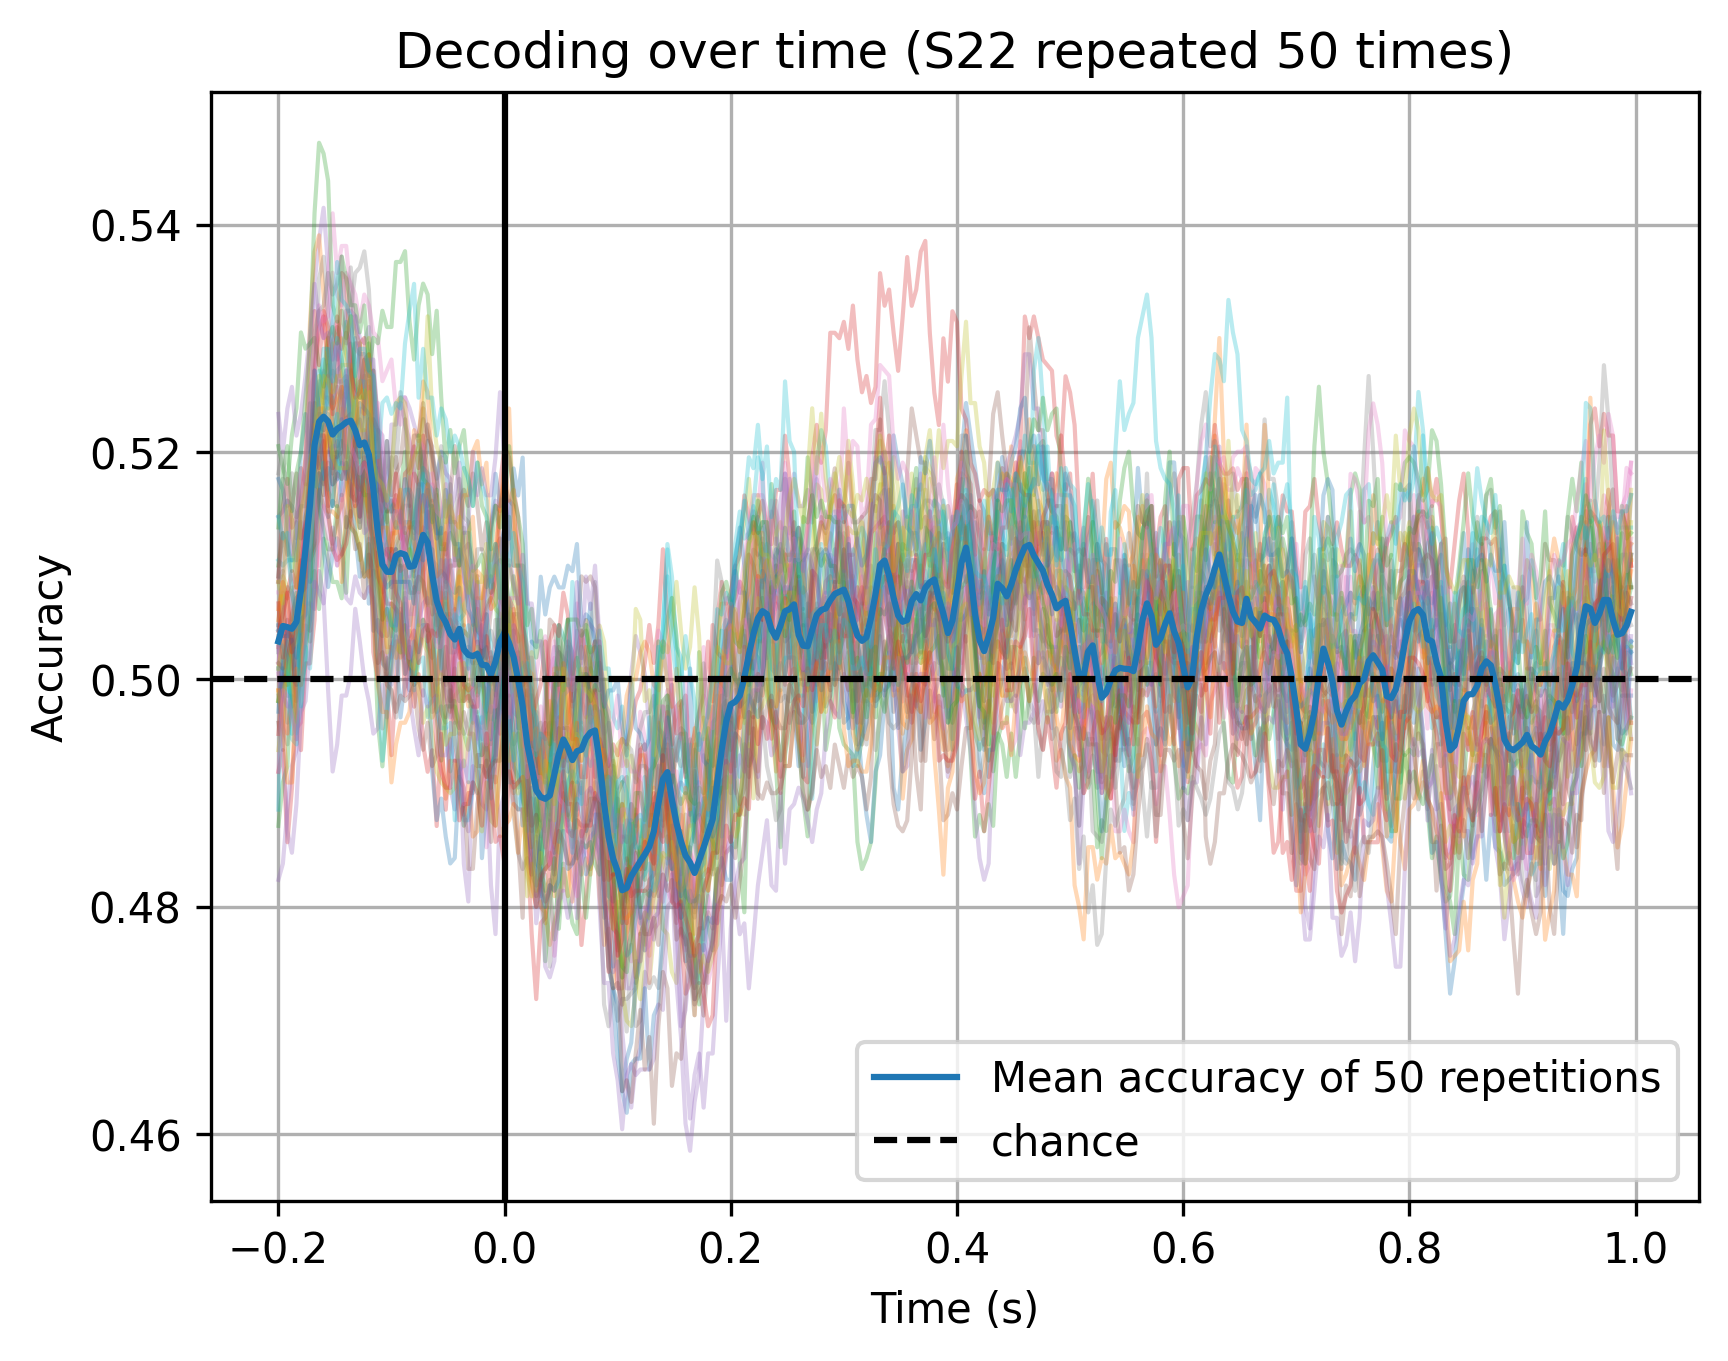 Decoding over time (S22 repeated 50 times)
Accuracy
0.54
0.52
0.50
0.48
0.46
Mean accuracy of 50 repetitions
chance
−0.2
0.0
0.2
0.4
0.6
0.8
1.0
Time (s)